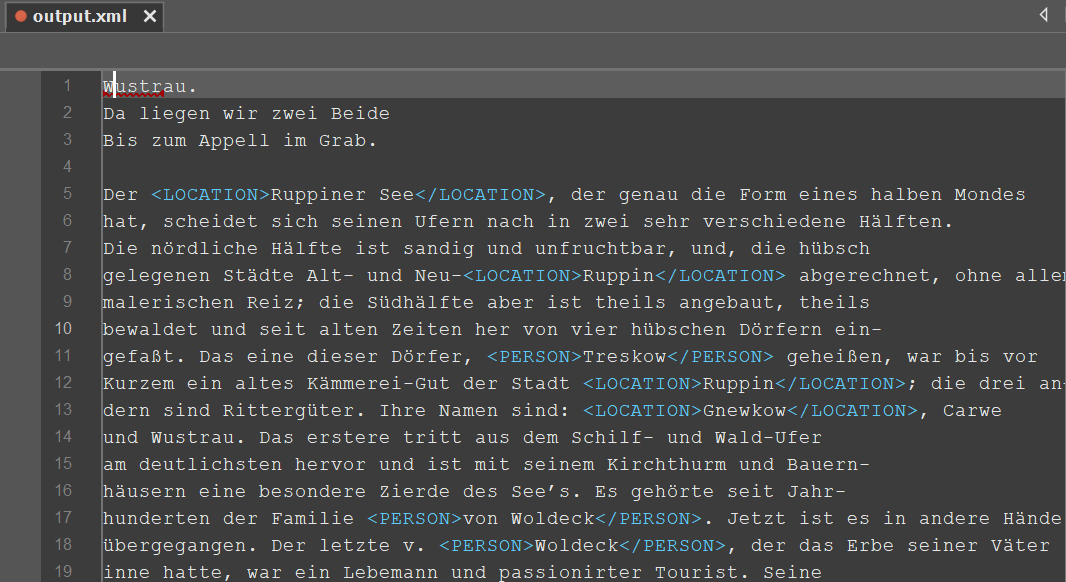 output.xml
1 Wustrau.
2 Da liegen wir zwei Beide
3 Bis zum Appell im Grab.
4
5 Der <LOCATION>Ruppiner See</LOCATION>, der genau die Form eines halben Mondes
6 hat, scheidet sich seinen Ufern nach in zwei sehr verschiedene Hälften.
7 Die nördliche Hälfte ist sandig und unfruchtbar, und, die hübsch
8 gelegenen Städte Alt- und Neu-<LOCATION>Ruppin</LOCATION> abgerechnet, ohne allen
9 malerischen Reiz; die Südhälfte aber ist theils angebaut, theils
10 bewaldet und seit alten Zeiten her von vier hübschen Dörfern ein-
11 gefaßt. Das eine dieser Dörfer, <PERSON>Treskow</PERSON> geheißen, war bis vor
12 Kurzem ein altes Kämmerei-Gut der Stadt <LOCATION>Ruppin</LOCATION>; die drei an-
13 dern sind Rittergüter. Ihre Namen sind: <LOCATION>Gnewkow</LOCATION>, Carwe
14 und Wustrau. Das erstere tritt aus dem Schilf- und Wald-Ufer
15 am deutlichsten hervor und ist mit seinem Kirchthurm und Bauern-
16 häusern eine besondere Zierde des See’s. Es gehörte seit Jahr-
17 hunderten der Familie <PERSON>von Woldeck</PERSON>. Jetzt ist es in andere Hände
18 übergegangen. Der letzte v. <PERSON>Woldeck</PERSON>, der das Erbe seiner Väter
19 inne hatte, war ein Lebemann und passionirter Tourist. Seine